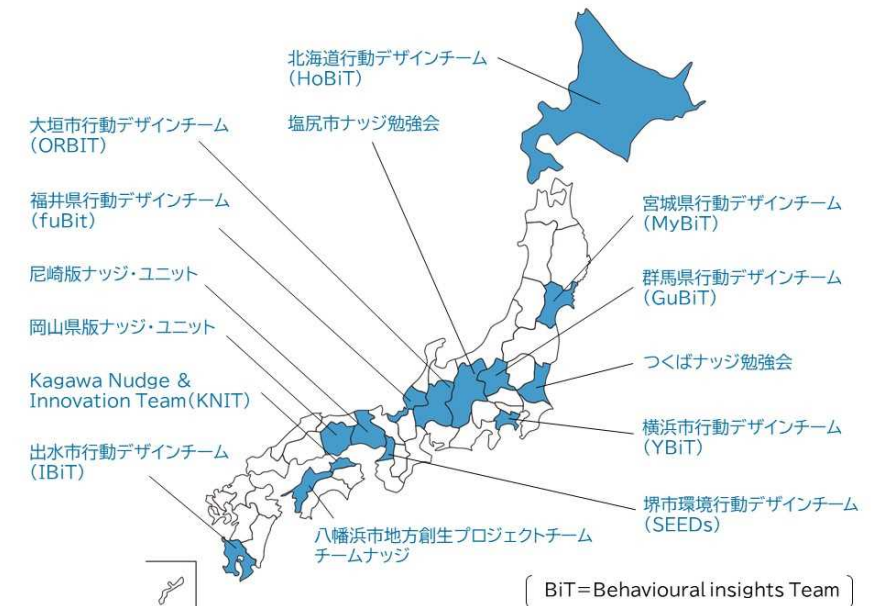 北海道行動デザインチーム
(HoBiT)
大垣市行動デザインチーム
(ORBIT)
塩尻市ナッジ勉強会
福井県行動デザインチーム
(fuBit)
宮城県行動デザインチーム
(MyBiT)
尼崎版ナッジ・ユニット
群馬県行動デザインチーム
(GuBiT)
岡山県版ナッジ・ユニット
つくばナッジ勉強会
Kagawa Nudge &
Innovation Team(KNIT)
横浜市行動デザインチーム
(YBiT)
出水市行動デザインチーム
(IBiT)
堺市環境行動デザインチーム
(SEEDs)
八幡浜市地方創生プロジェクトチーム
チームナッジ
BiT=Behavioural insights Team